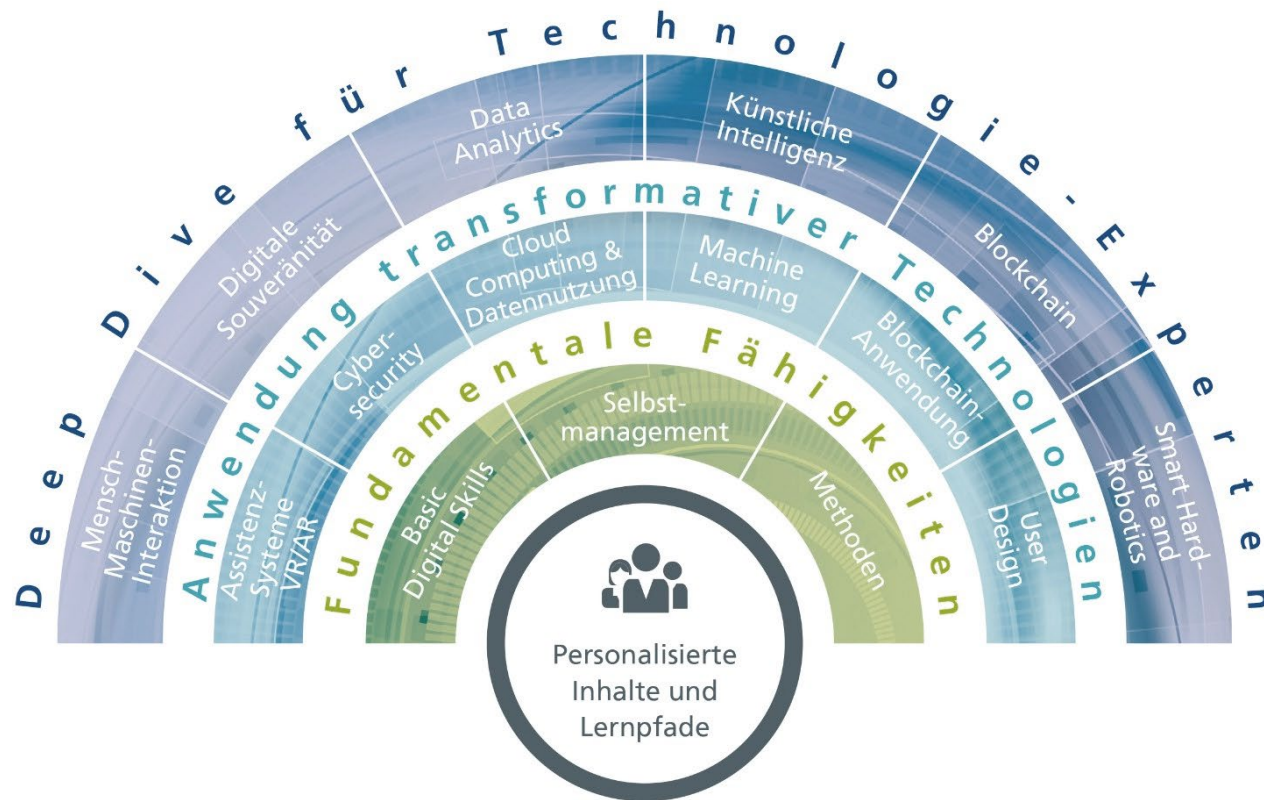 Deep Dive für Technologie-Experten
Mensch-
Maschinen-
Interaktion
Digitale
Souveränität
Data
Analytics
Künstliche
Intelligenz
Blockchain
Smart Hard-
ware and
Robotics
Anwendung transformativer Technologien
Assistenz-
Systeme
VR/AR
Cyber-
security
Cloud
Computing &
Datennutzung
Machine
Learning
Blockchain-
Anwendung
User
Design
Fundamentale Fähigkeiten
Basic
Digital Skills
Selbst-
management
Methoden
Personalisierte
Inhalte und
Lernpfade